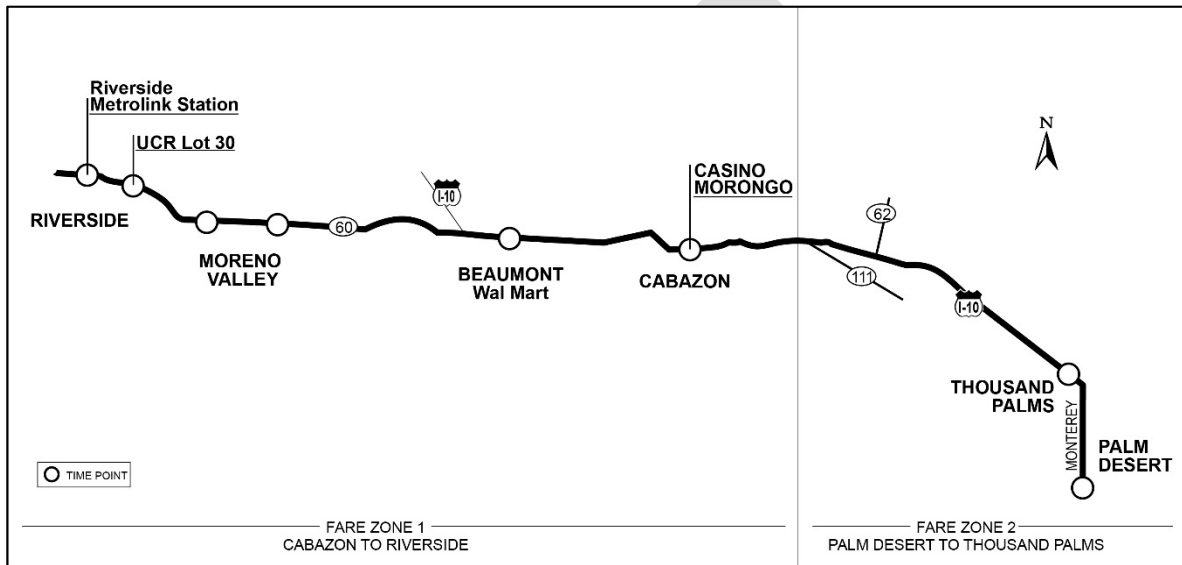 Riverside
Metrolink Station
UCR Lot 30
RIVERSIDE
MORENO
VALLEY
60
I-10
BEAUMONT
Wal Mart
CASINO
MORONGO
CABAZON
N
62
111
I-10
THOUSAND
PALMS
MONTEREY
PALM
DESERT
TIME POINT
FARE ZONE 1
CABAZON TO RIVERSIDE
FARE ZONE 2
PALM DESERT TO THOUSAND PALMS